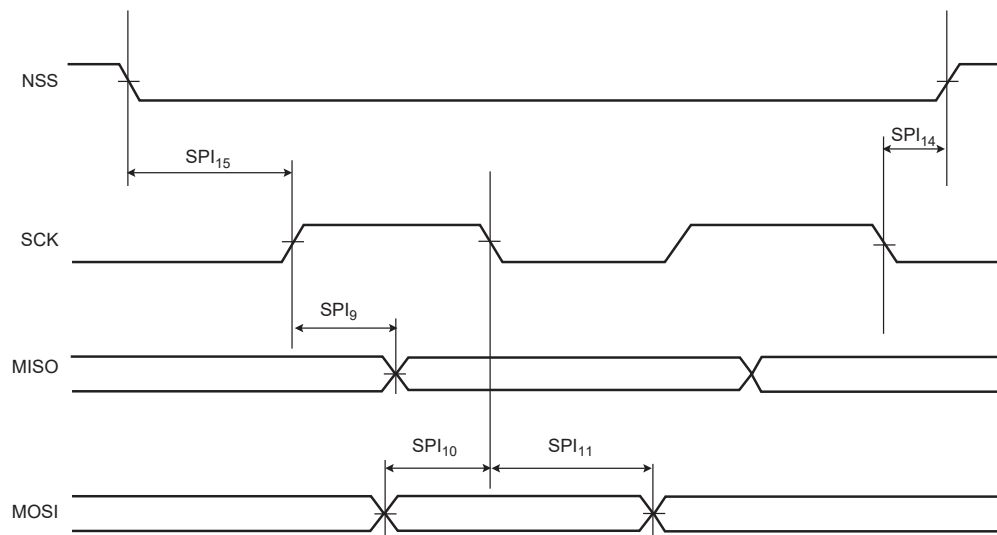 NSS
SPI₁₄
SPI₁₅
SCK
SPI₉
MISO
SPI₁₀ SPI₁₁
MOSI